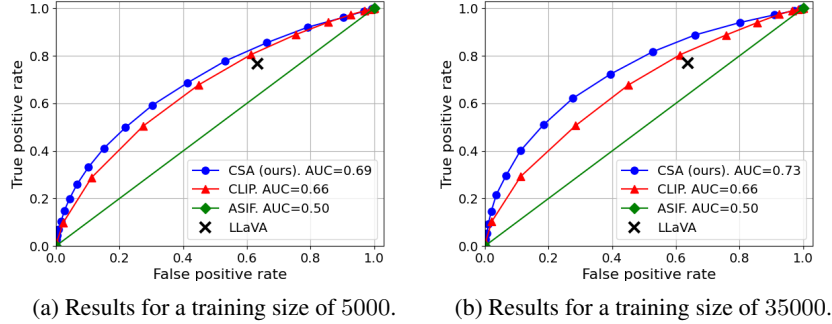 1.0
0.8
0.6
0.4
0.2
0.0
True positive rate
CSA (ours). AUC=0.69
CLIP. AUC=0.66
ASIF. AUC=0.50
LLaVA
0.0 0.2 0.4 0.6 0.8 1.0
False positive rate
(a) Results for a training size of 5000.
1.0
0.8
0.6
0.4
0.2
0.0
True positive rate
CSA (ours). AUC=0.73
CLIP. AUC=0.66
ASIF. AUC=0.50
LLaVA
0.0 0.2 0.4 0.6 0.8 1.0
False positive rate
(b) Results for a training size of 35000.